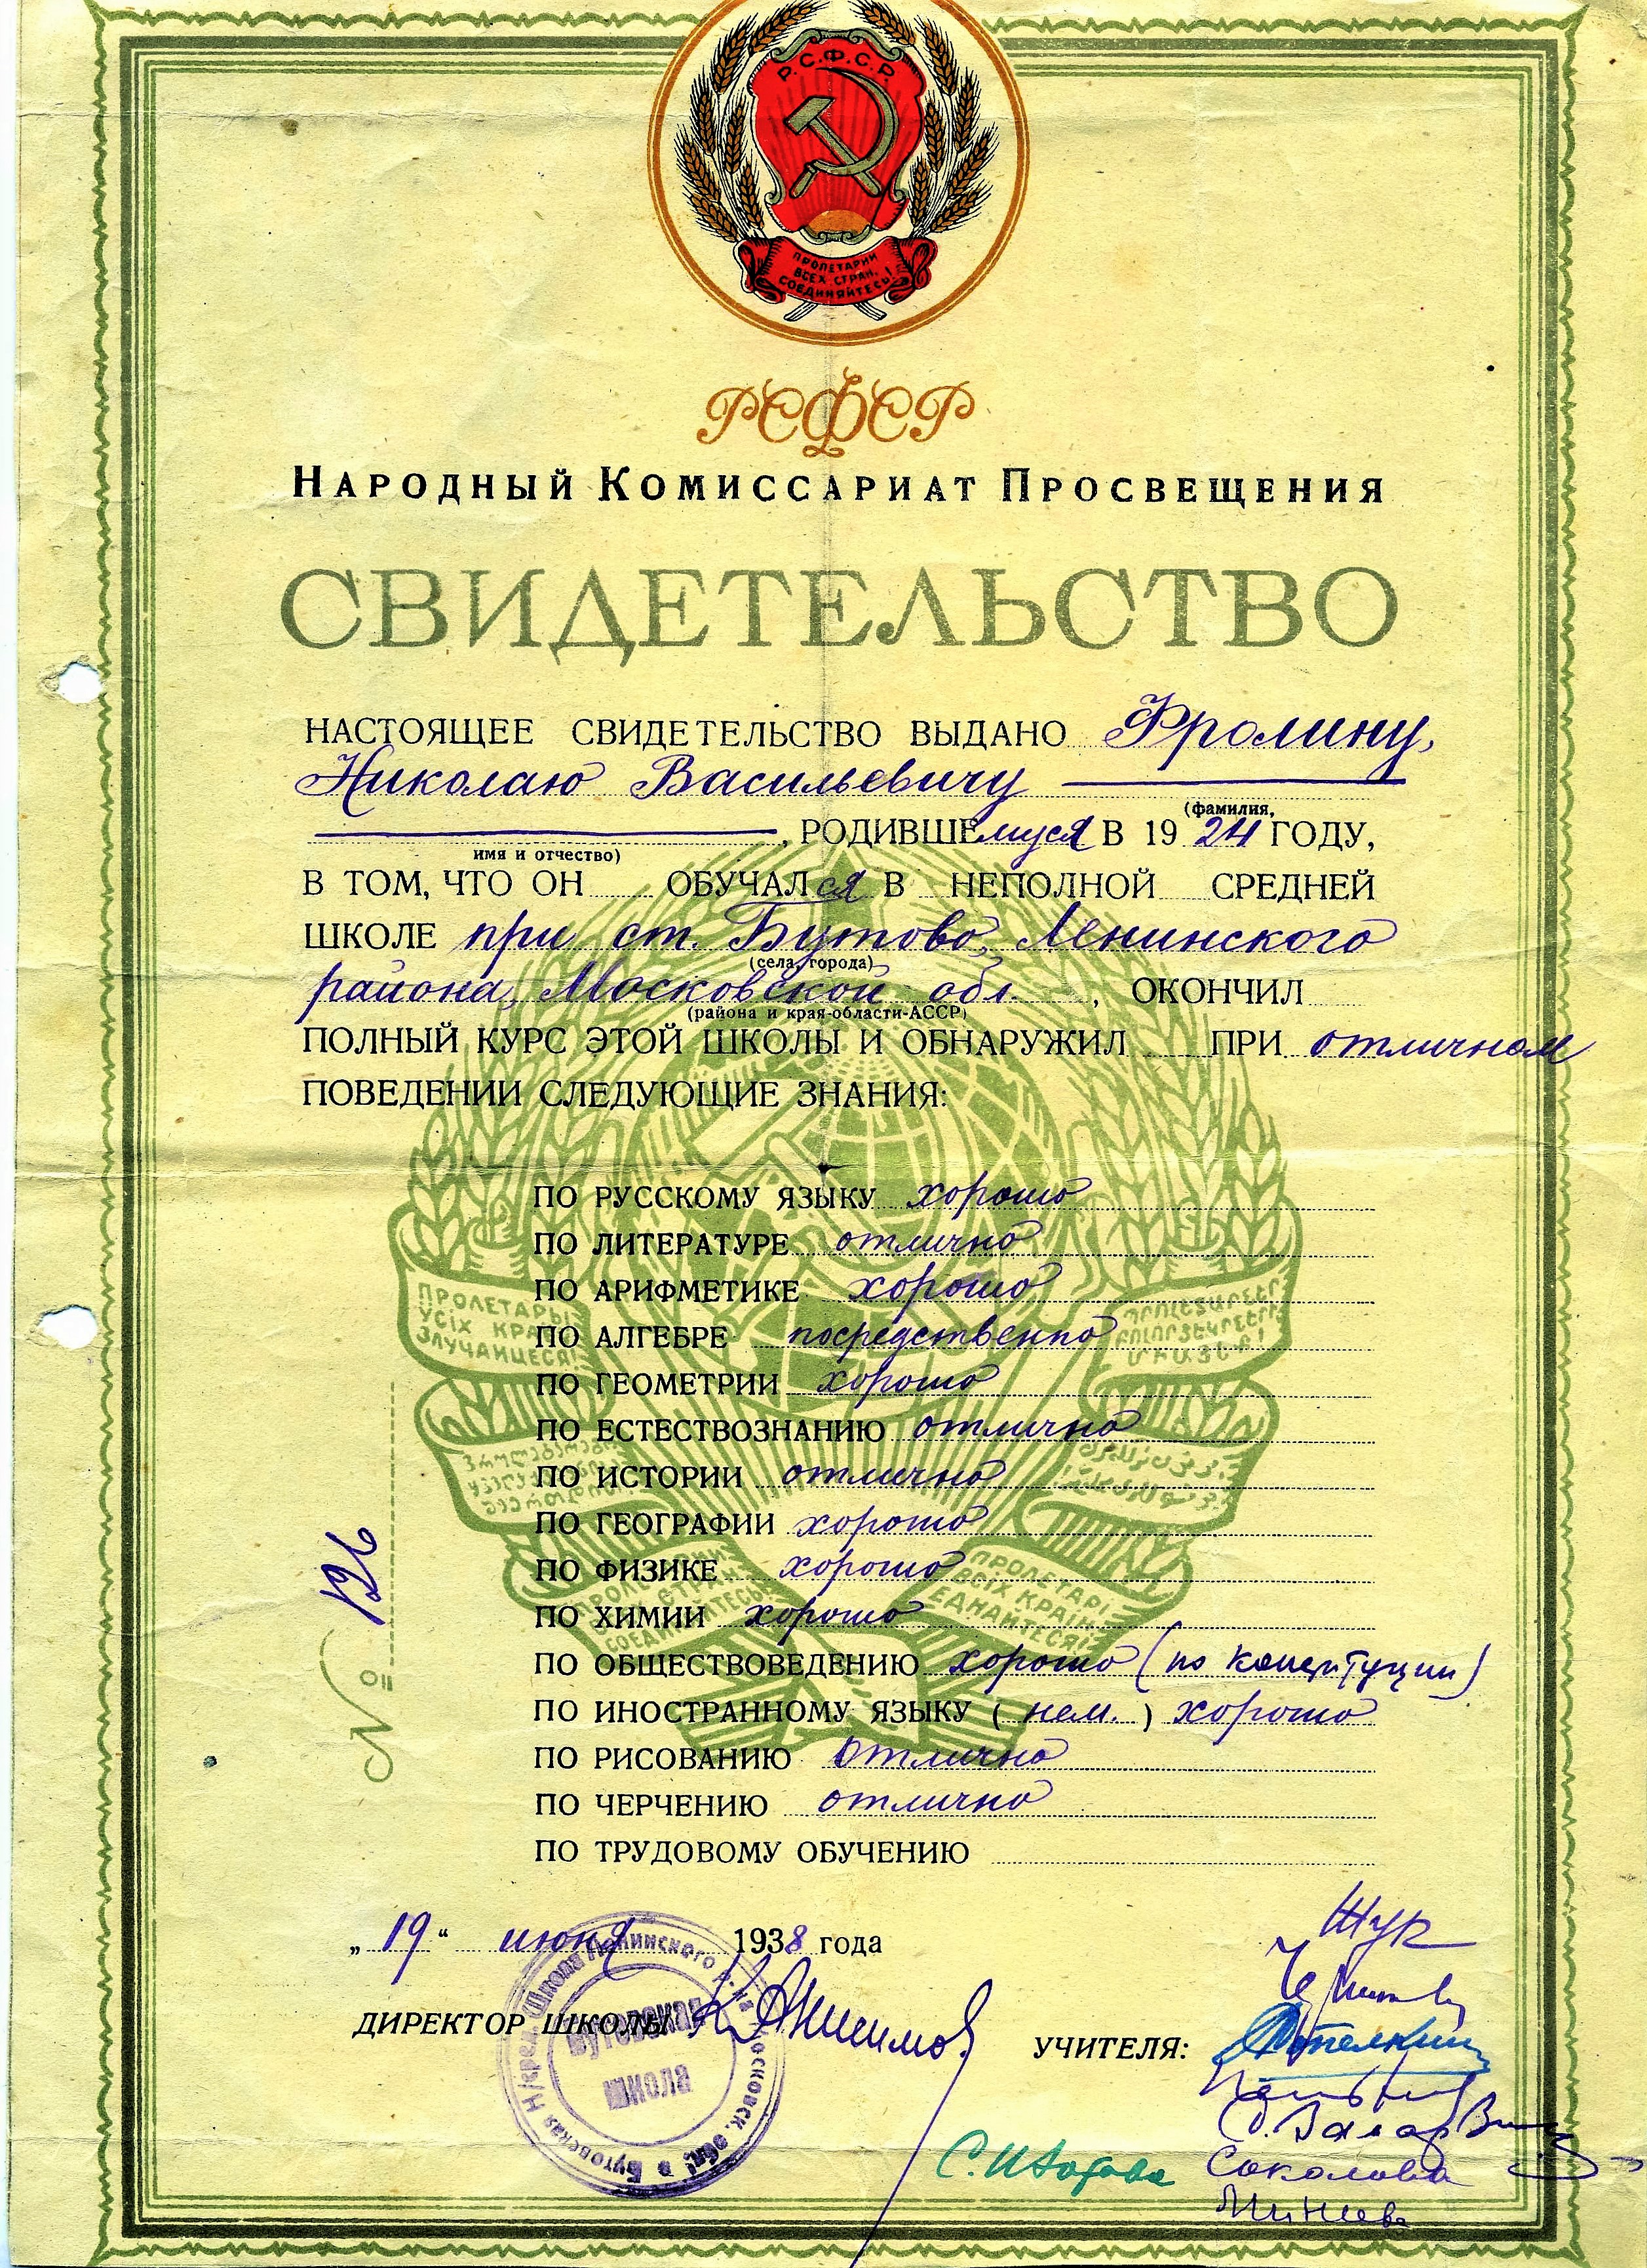 Р.С.Ф.С.Р.
ПРОЛЕТАРИИ
ВСЕХ СТРАН,
СОЕДИНЯЙТЕСЬ!
РСФСР
НАРОДНЫЙ КОМИССАРИАТ ПРОСВЕЩЕНИЯ
СВИДЕТЕЛЬСТВО
НАСТОЯЩЕЕ СВИДЕТЕЛЬСТВО ВЫДАНО Фролину,
Николаю Васильевичу
(фамилия,
, РОДИВШЕмуся В 1924 ГОДУ,
имя и отчество)
В ТОМ, ЧТО ОН ОБУЧАЛся В НЕПОЛНОЙ СРЕДНЕЙ
ШКОЛЕ при ст. Бутово, Ленинского
(села, города)
района, Московской обл. , ОКОНЧИЛ
(района и края-области-АССР)
ПОЛНЫЙ КУРС ЭТОЙ ШКОЛЫ И ОБНАРУЖИЛ ПРИ отличном
ПОВЕДЕНИИ СЛЕДУЮЩИЕ ЗНАНИЯ:
ПО РУССКОМУ ЯЗЫКУ хорошо
ПО ЛИТЕРАТУРЕ отлично
ПО АРИФМЕТИКЕ хорошо
ПО АЛГЕБРЕ посредственно
ПО ГЕОМЕТРИИ хорошо
ПО ЕСТЕСТВОЗНАНИЮ отлично
ПО ИСТОРИИ отлично
ПО ГЕОГРАФИИ хорошо
ПО ФИЗИКЕ хорошо
ПО ХИМИИ хорошо
ПО ОБЩЕСТВОВЕДЕНИЮ хорошо (по конституции)
ПО ИНОСТРАННОМУ ЯЗЫКУ (нем.) хорошо
ПО РИСОВАНИЮ отлично
ПО ЧЕРЧЕНИЮ отлично
ПО ТРУДОВОМУ ОБУЧЕНИЮ
№ 126
„19“ июня 1938 года
ДИРЕКТОР ШКОЛЫ К. Анисимов
УЧИТЕЛЯ:
Жук
Соколова
Бутовская
школа